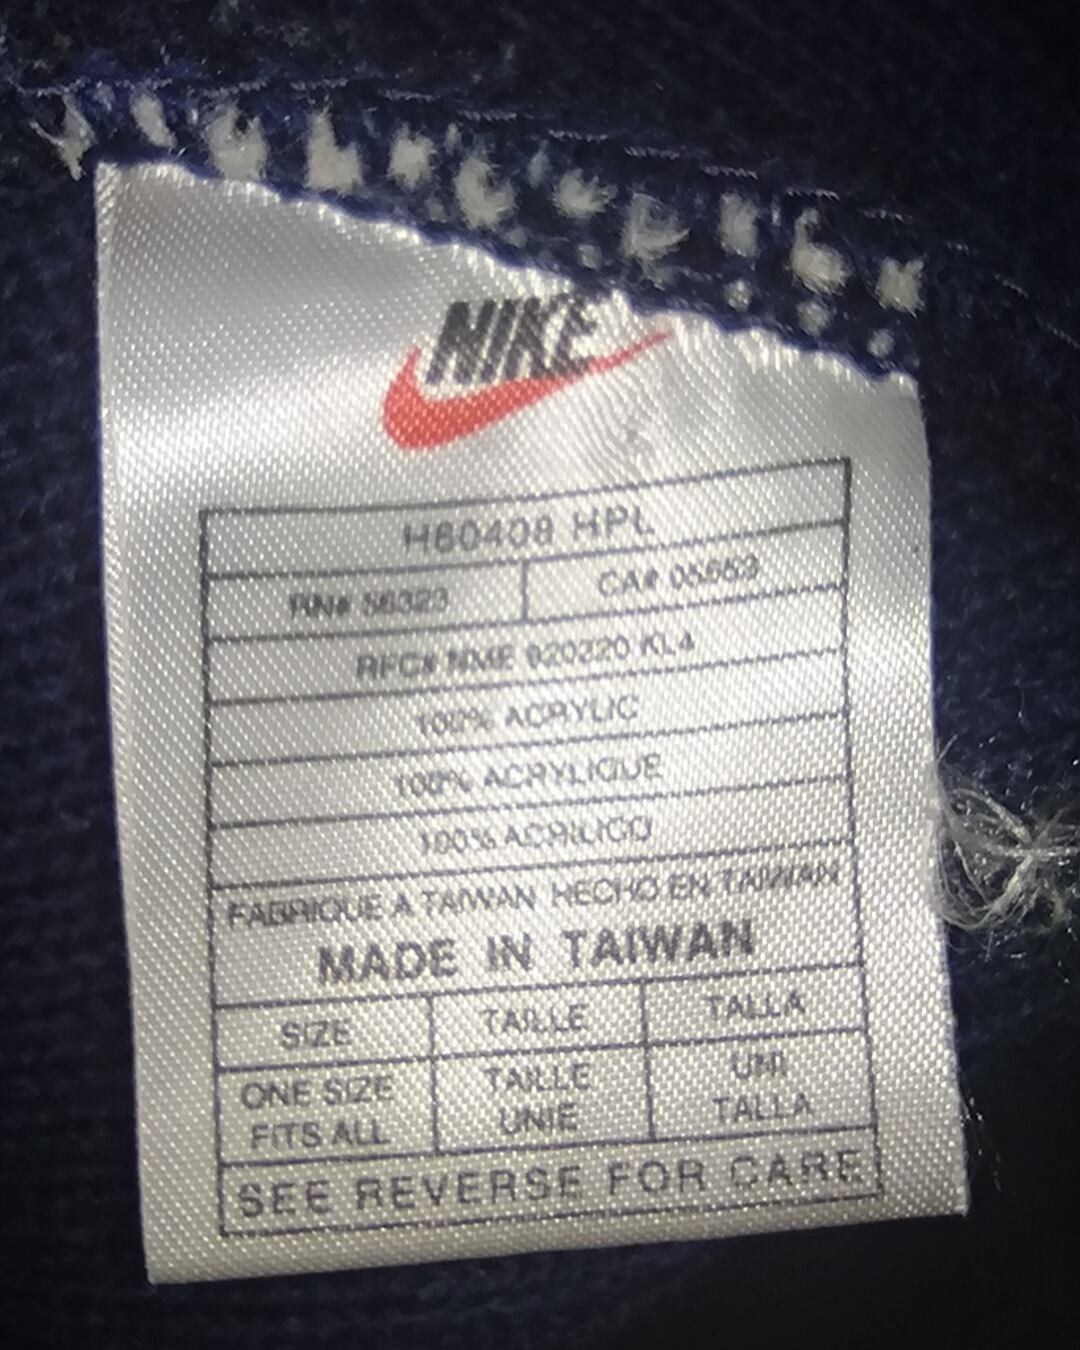 NIKE
H60408 HPL
RN# 56323
CA# 05553
RFC# NME 920220 KL4
100% ACRYLIC
100% ACRYLIQUE
100% ACRILICO
FABRIQUE A TAIWAN HECHO EN TAIWAN
MADE IN TAIWAN
SIZE TAILLE TALLA
ONE SIZE FITS ALL
TAILLE UNIE
UNI TALLA
SEE REVERSE FOR CARE